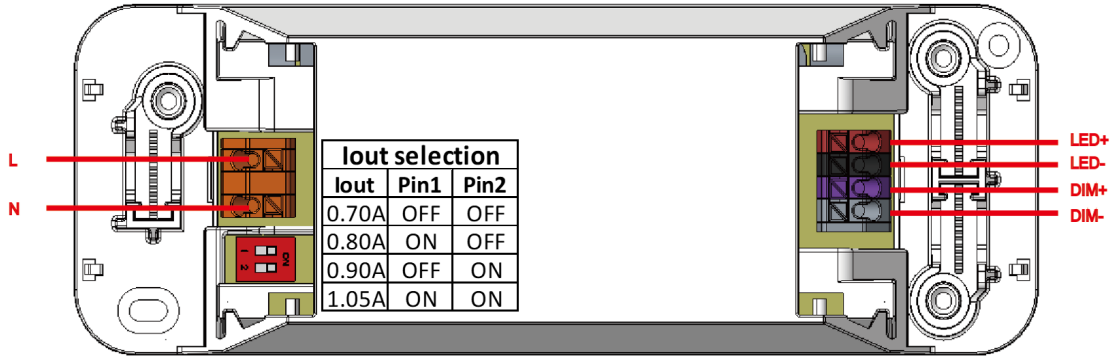 L
N
Iout selection
Iout Pin1 Pin2
0.70A OFF OFF
0.80A ON OFF
0.90A OFF ON
1.05A ON ON
1
2
ON
LED+
LED-
DIM+
DIM-